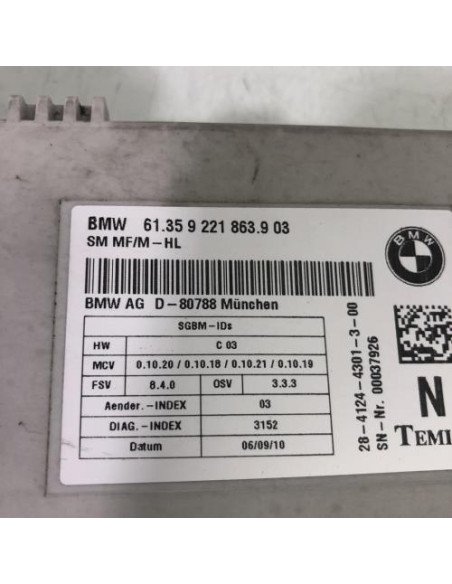 BMW 61.35 9 221 863.9 03
SM MF/M-HL
BMW
BMW AG D-80788 München
SGBM-IDs
HW C 03
MCV 0.10.20 / 0.10.18 / 0.10.21 / 0.10.19
FSV 8.4.0 OSV 3.3.3
Aender.-INDEX 03
DIAG.-INDEX 3152
Datum 06/09/10
28-4124-4301-3-00
SN-Nr. 00037926
N